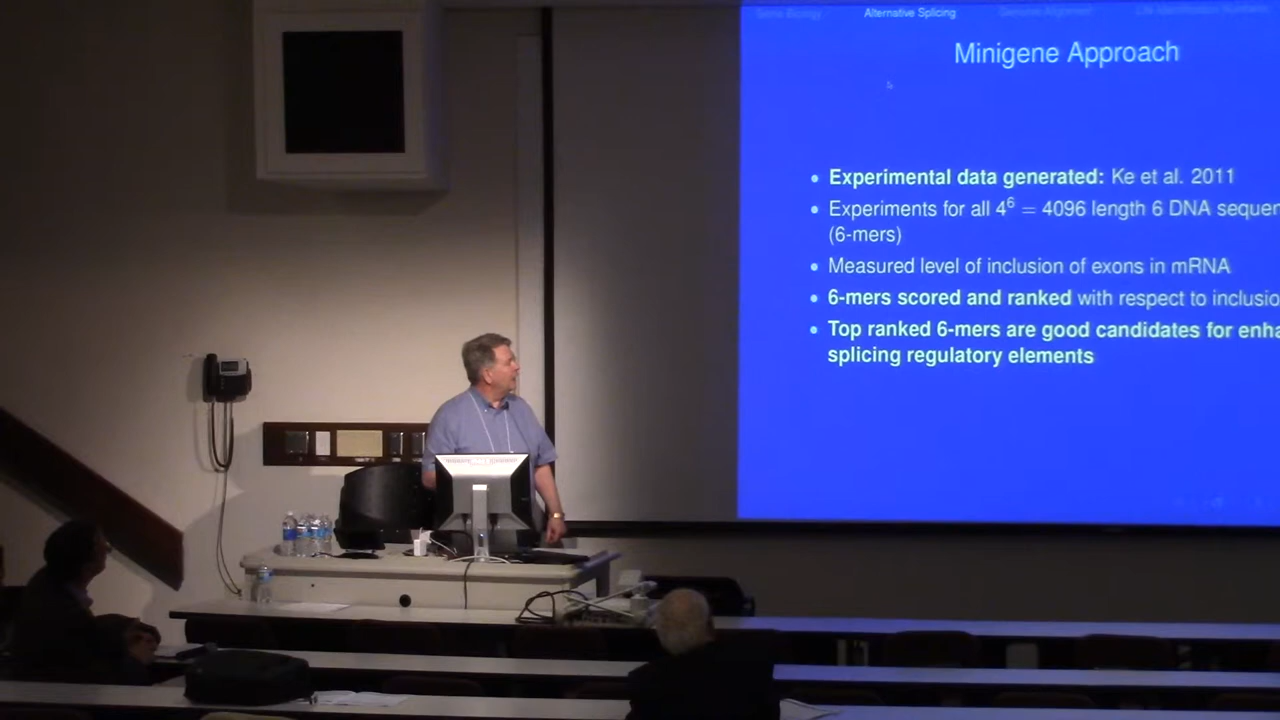 Alternative Splicing
Minigene Approach
• Experimental data generated: Ke et al. 2011
• Experiments for all 4⁶ = 4096 length 6 DNA sequen
(6-mers)
• Measured level of inclusion of exons in mRNA
• 6-mers scored and ranked with respect to inclusio
• Top ranked 6-mers are good candidates for enha
splicing regulatory elements